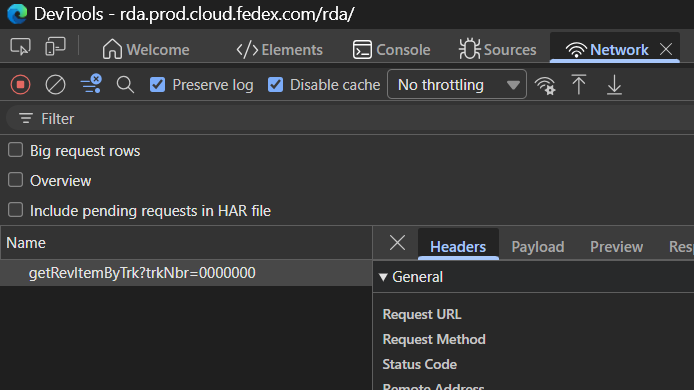 DevTools - rda.prod.cloud.fedex.com/rda/
Welcome Elements Console Sources Network
Preserve log Disable cache No throttling
Filter
Big request rows
Overview
Include pending requests in HAR file
Name Headers Payload Preview Res
getRevItemByTrk?trkNbr=0000000 General
Request URL
Request Method
Status Code
Remote Address